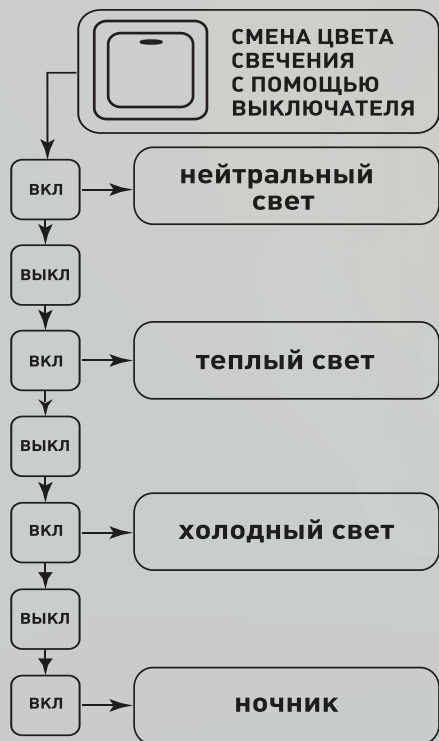 СМЕНА ЦВЕТА
СВЕЧЕНИЯ
С ПОМОЩЬЮ
ВЫКЛЮЧАТЕЛЯ
ВКЛ
нейтральный
свет
ВЫКЛ
ВКЛ
теплый свет
ВЫКЛ
ВКЛ
холодный свет
ВЫКЛ
ВКЛ
ночник